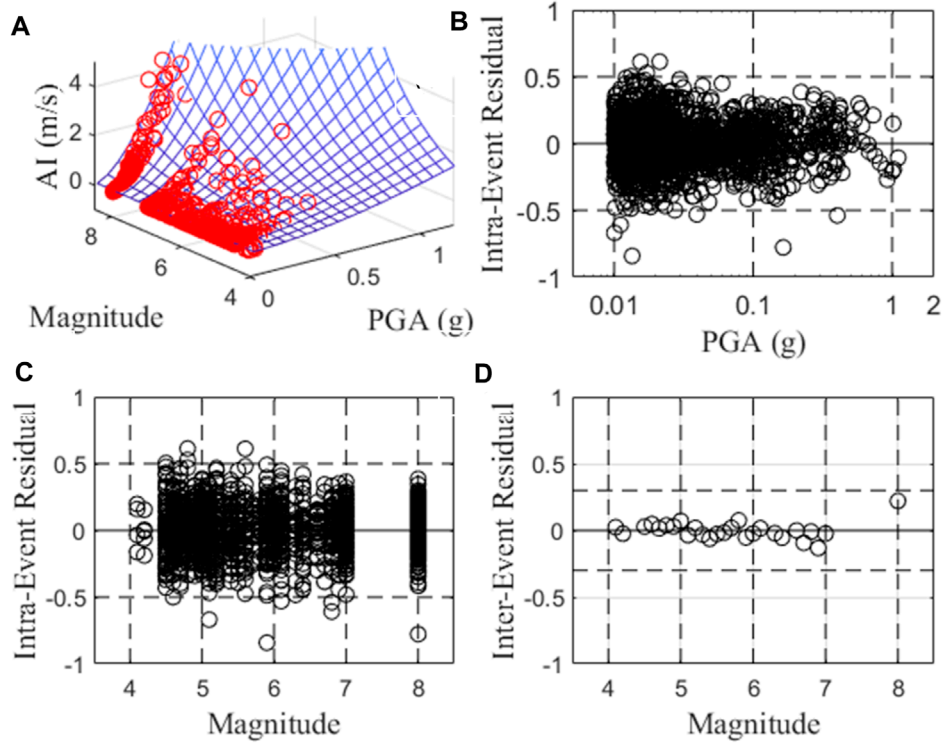 A
AI (m/s)
4
2
0
8
6
4
Magnitude
0
0.5
1
PGA (g)
B
Intra-Event Residual
1
0.5
0
-0.5
-1
0.01
0.1
1
2
PGA (g)
C
Intra-Event Residual
1
0.5
0
-0.5
-1
4
5
6
7
8
Magnitude
D
Inter-Event Residual
1
0.5
0
-0.5
-1
4
5
6
7
8
Magnitude